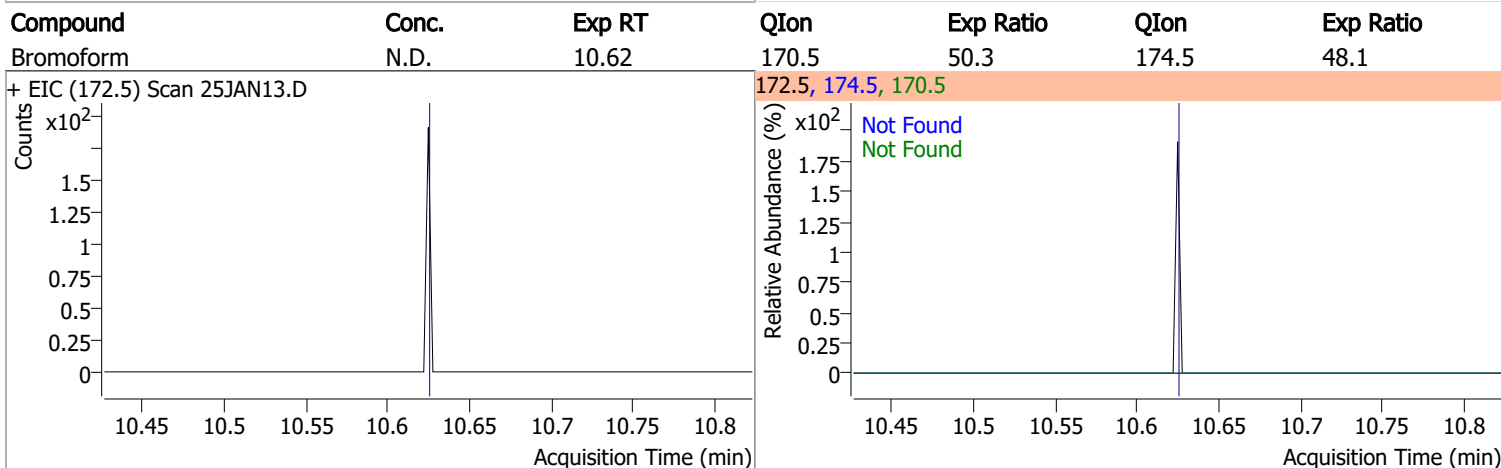 Compound Conc. Exp RT QIon Exp Ratio QIon Exp Ratio
Bromoform N.D. 10.62 170.5 50.3 174.5 48.1
+ EIC (172.5) Scan 25JAN13.D
Counts
x10²
1.5
1.25
1
0.75
0.5
0.25
0
10.45 10.5 10.55 10.6 10.65 10.7 10.75 10.8
Acquisition Time (min)
172.5, 174.5, 170.5
Relative Abundance (%)
x10²
Not Found
Not Found
1.75
1.5
1.25
1
0.75
0.5
0.25
0
10.45 10.5 10.55 10.6 10.65 10.7 10.75 10.8
Acquisition Time (min)